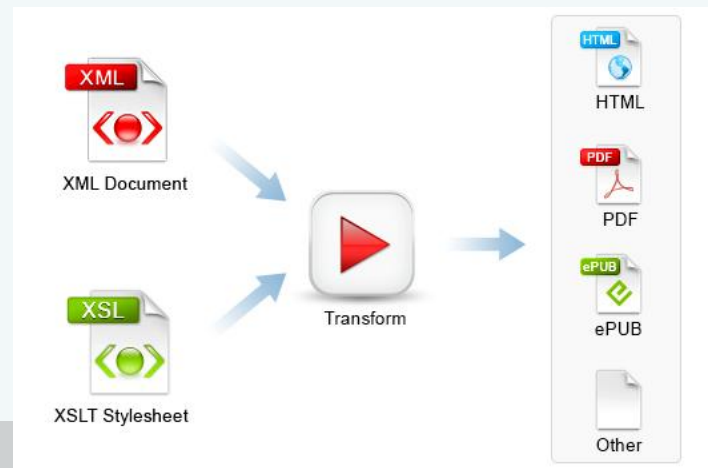 XML
XML Document
XSL
XSLT Stylesheet
Transform
HTML
HTML
PDF
PDF
ePUB
ePUB
Other